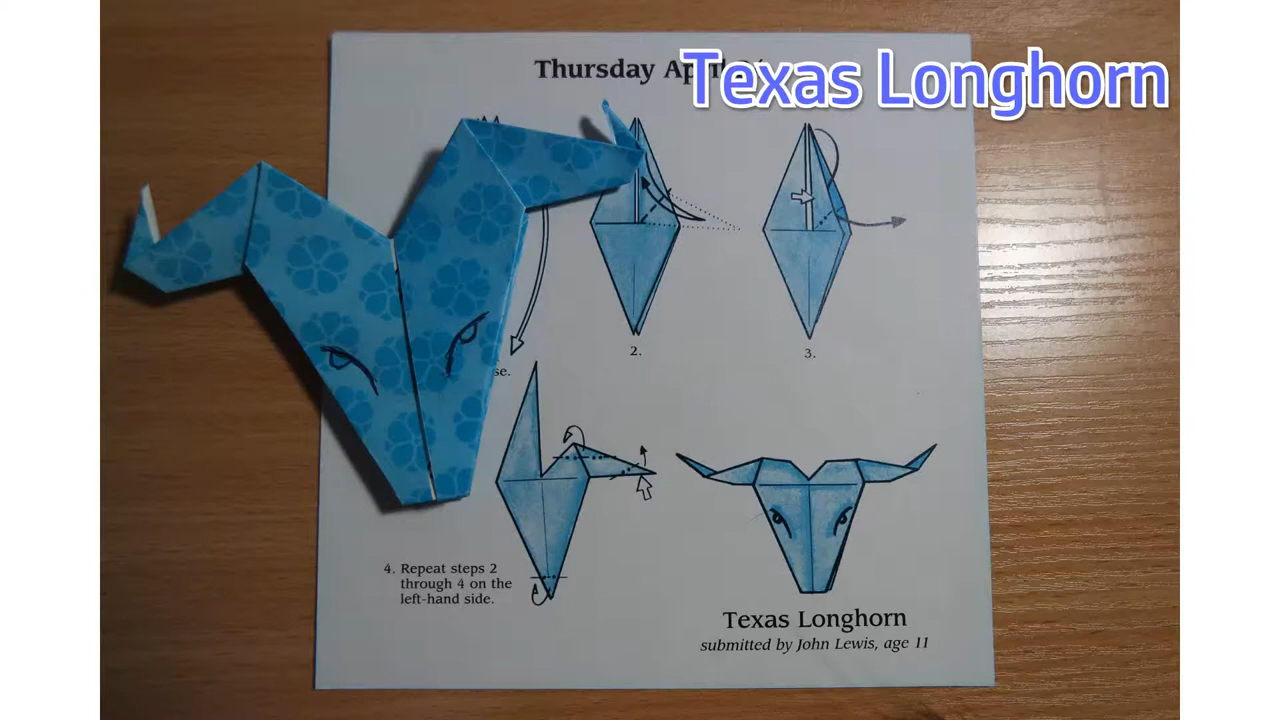 Texas Longhorn
Thursday April
2.
3.
se.
4. Repeat steps 2
through 4 on the
left-hand side.
Texas Longhorn
submitted by John Lewis, age 11